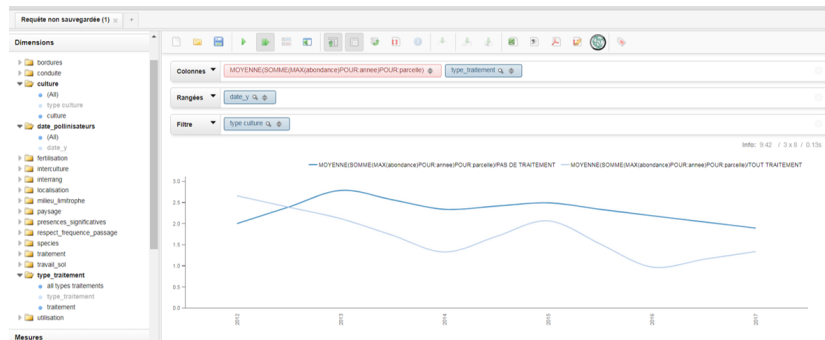 Requête non sauvegardée (1) × +
Dimensions
bordures
conduite
culture
(All)
type culture
culture
date_pollinisateurs
(All)
date_y
fertilisation
interculture
interrang
localisation
milieu_limitrophe
paysage
presences_significatives
respect_frequence_passage
species
traitement
travail_sol
type_traitement
all types traitements
type_traitement
traitement
utilisation
Mesures
Colonnes MOYENNE(SOMME(MAX(abondance)POUR:annee)POUR:parcelle) type_traitement
Rangées date_y
Filtre type culture
Info: 9:42 / 3 x 8 / 0.13s
MOYENNE(SOMME(MAX(abondance)POUR:annee)POUR:parcelle)/PAS DE TRAITEMENT MOYENNE(SOMME(MAX(abondance)POUR:annee)POUR:parcelle)/TOUT TRAITEMENT
3.0
2.5
2.0
1.5
1.0
0.5
0.0
2012 2013 2014 2015 2016 2017